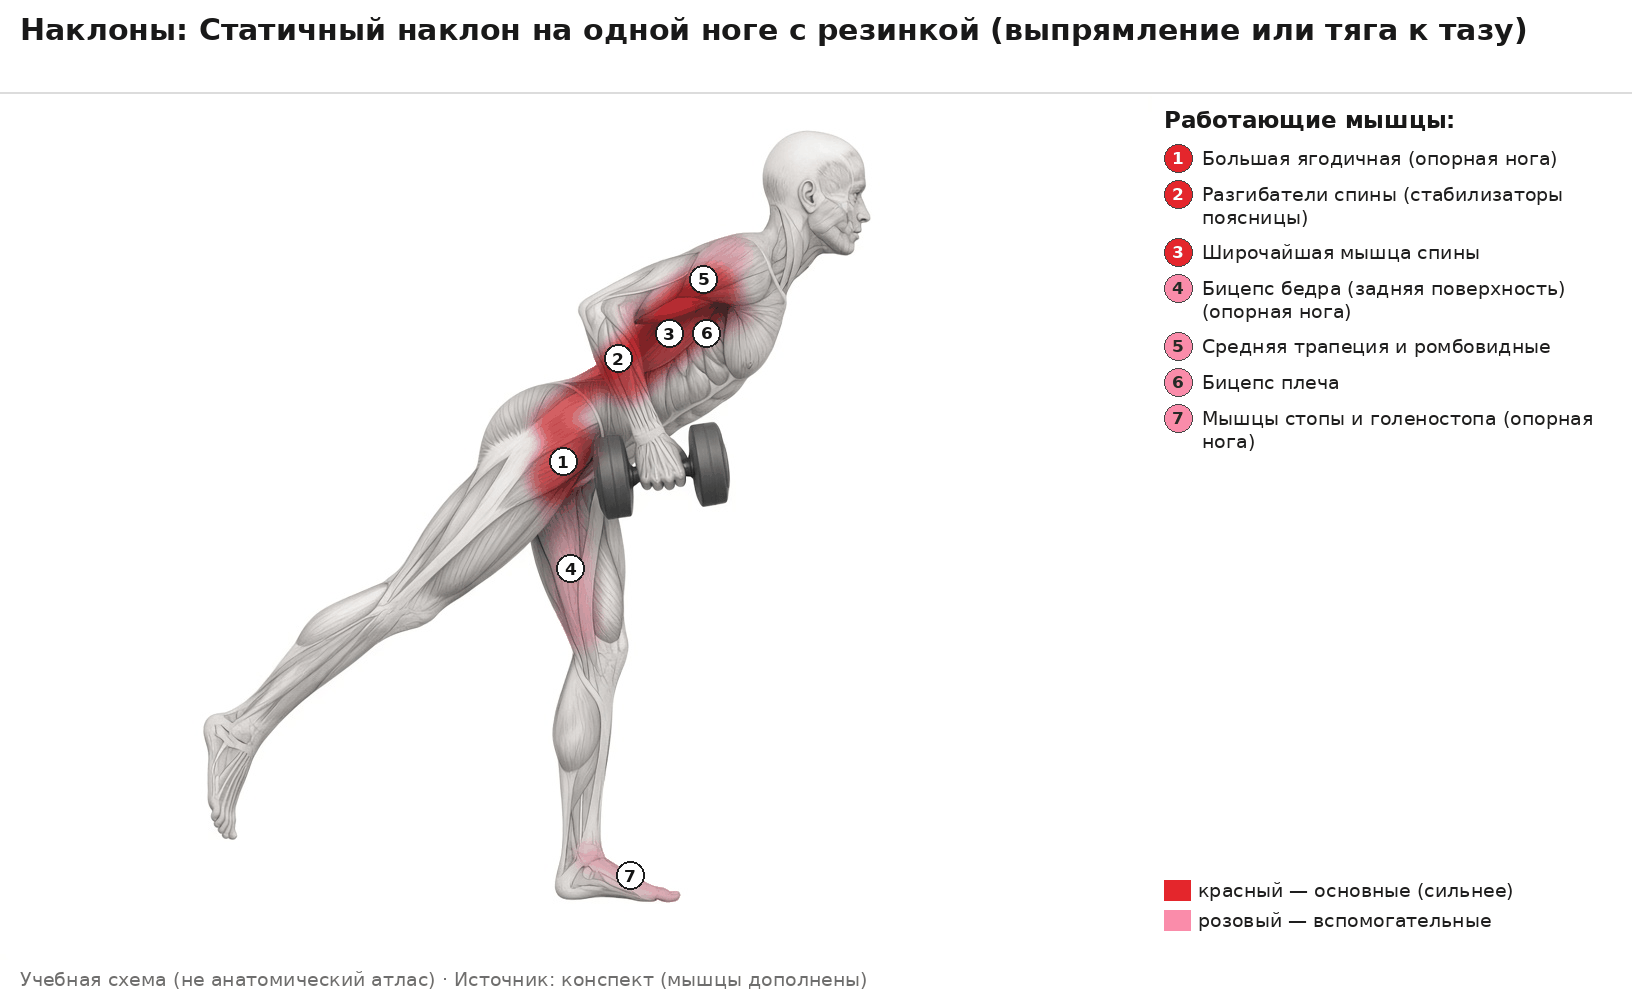 Наклоны: Статичный наклон на одной ноге с резинкой (выпрямление или тяга к тазу)
Работающие мышцы:
1 Большая ягодичная (опорная нога)
2 Разгибатели спины (стабилизаторы
поясницы)
3 Широчайшая мышца спины
4 Бицепс бедра (задняя поверхность)
(опорная нога)
5 Средняя трапеция и ромбовидные
6 Бицепс плеча
7 Мышцы стопы и голеностопа (опорная
нога)
5
3 6
2
1
4
7
красный — основные (сильнее)
розовый — вспомогательные
Учебная схема (не анатомический атлас) · Источник: конспект (мышцы дополнены)